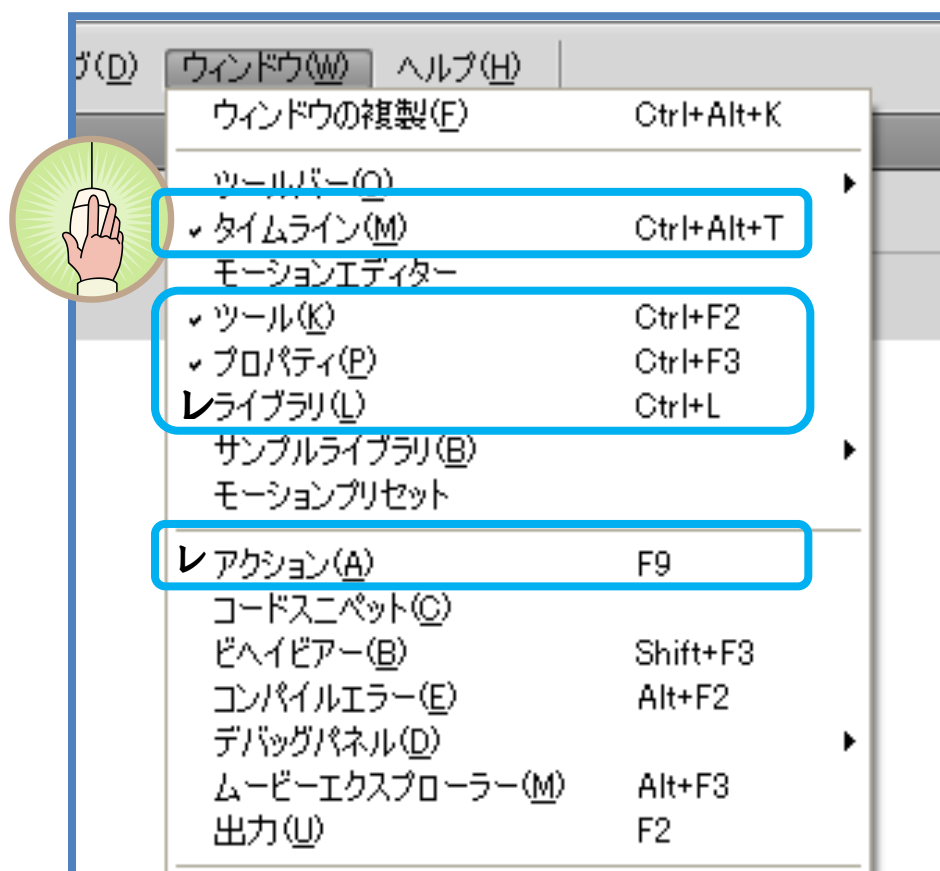 グ(D) ウィンドウ(W) ヘルプ(H)
ウィンドウの複製(F) Ctrl+Alt+K
ツールバー(O)
タイムライン(M) Ctrl+Alt+T
モーションエディター
ツール(K) Ctrl+F2
プロパティ(P) Ctrl+F3
レライブラリ(L) Ctrl+L
サンプルライブラリ(B)
モーションプリセット
レアクション(A) F9
コードスニペット(C)
ビヘイビアー(B) Shift+F3
コンパイルエラー(E) Alt+F2
デバッグパネル(D)
ムービーエクスプローラー(M) Alt+F3
出力(U) F2